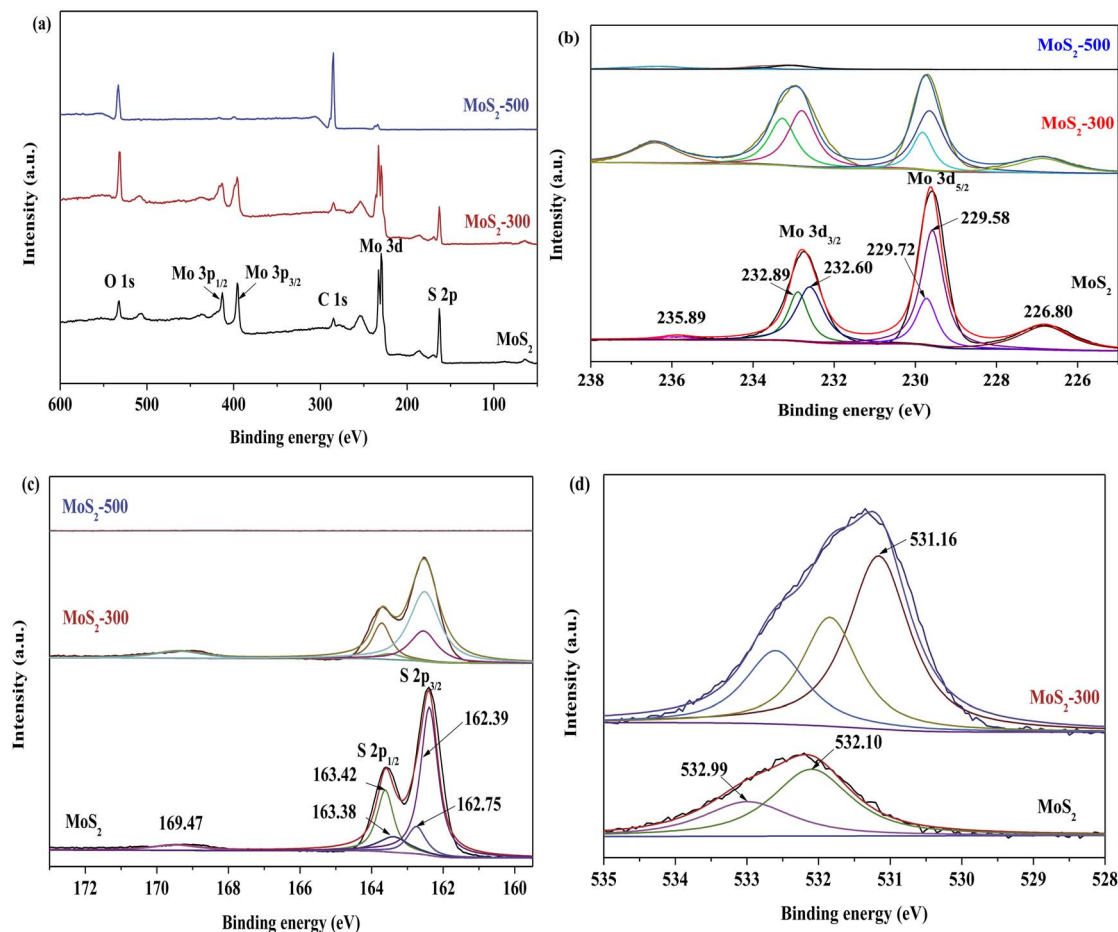 (a)
MoS2-500
MoS2-300
Mo 3d
O 1s
Mo 3p1/2
Mo 3p3/2
C 1s
S 2p
MoS2
Intensity (a.u.)
600 500 400 300 200 100
Binding energy (eV)
(b)
MoS2-500
MoS2-300
Mo 3d5/2
Mo 3d3/2
229.58
229.72
232.89
232.60
MoS2
235.89
226.80
Intensity (a.u.)
238 236 234 232 230 228 226
Binding energy (eV)
(c)
MoS2-500
MoS2-300
S 2p3/2
162.39
S 2p1/2
163.42
163.38
162.75
MoS2
169.47
Intensity (a.u.)
172 170 168 166 164 162 160
Binding energy (eV)
(d)
531.16
MoS2-300
532.10
532.99
MoS2
Intensity (a.u.)
535 534 533 532 531 530 529 528
Binding energy (eV)